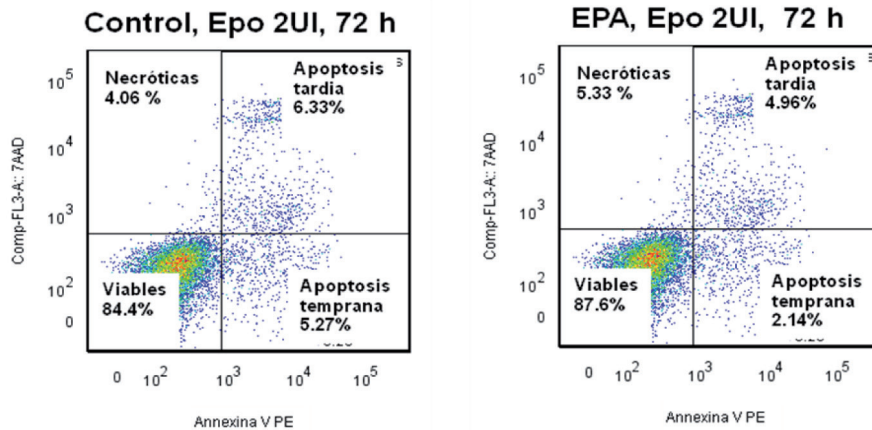 Control, Epo 2UI, 72 h
Necróticas
4.06 %
Apoptosis
tardia
6.33%
Viables
84.4%
Apoptosis
temprana
5.27%
10^5
10^4
10^3
10^2
0
Comp-FL3-A:: 7AAD
0 10^2 10^3 10^4 10^5
Annexina V PE
EPA, Epo 2UI, 72 h
Necróticas
5.33 %
Apoptosis
tardia
4.96%
Viables
87.6%
Apoptosis
temprana
2.14%
10^5
10^4
10^3
10^2
0
Comp-FL3-A:: 7AAD
0 10^2 10^3 10^4 10^5
Annexina V PE